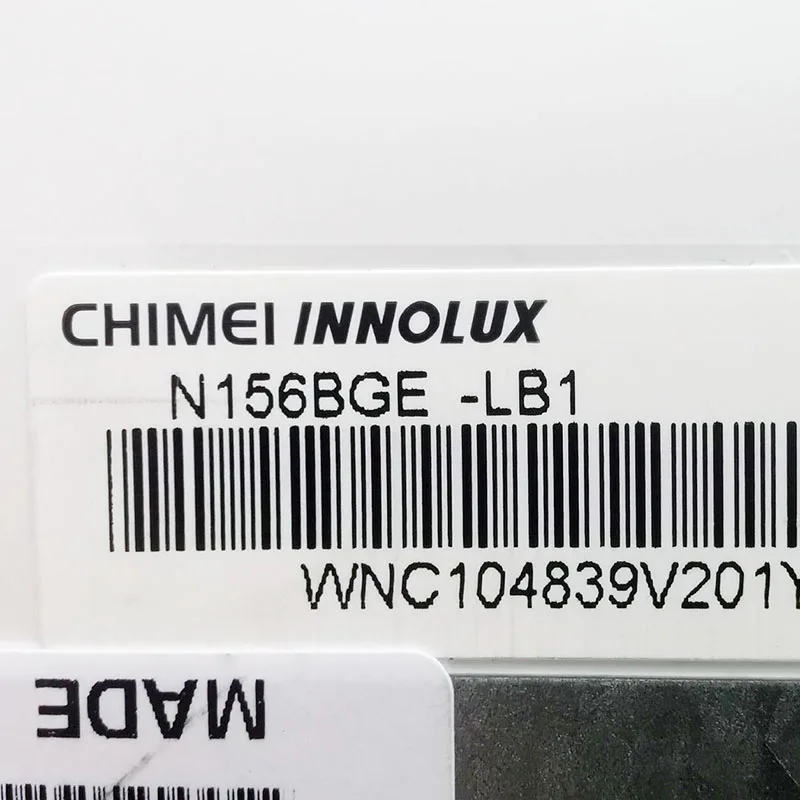 CHIMEI INNOLUX
N156BGE -LB1
WNC104839V201Y
MADE